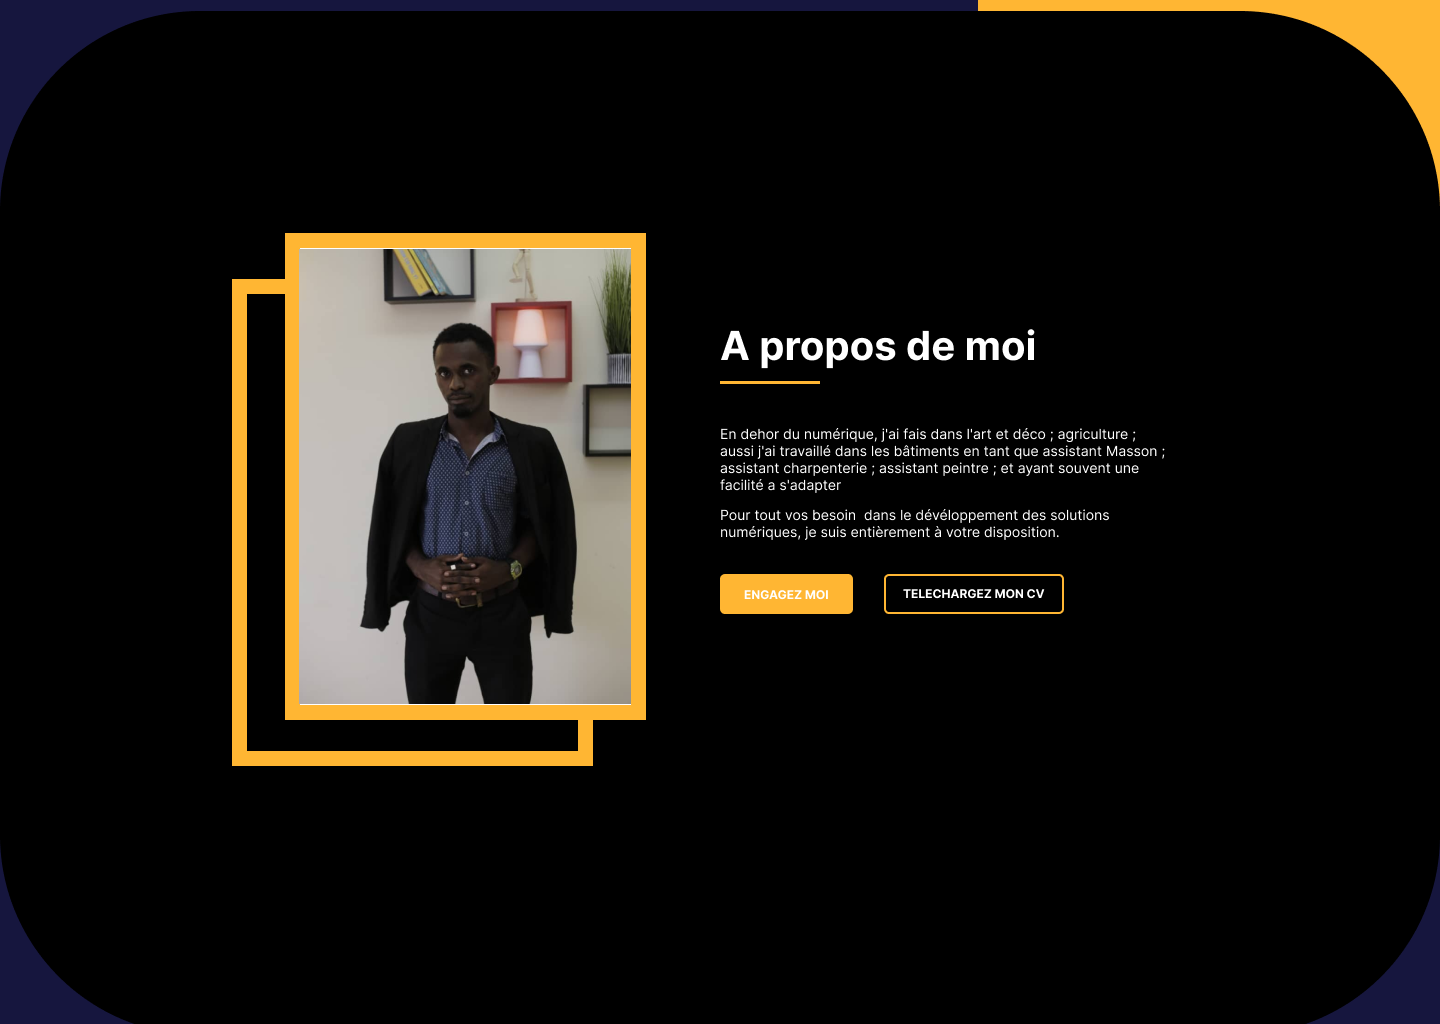 A propos de moi
En dehor du numérique, j'ai fais dans l'art et déco ; agriculture ;
aussi j'ai travaillé dans les bâtiments en tant que assistant Masson ;
assistant charpenterie ; assistant peintre ; et ayant souvent une
facilité a s'adapter
Pour tout vos besoin  dans le dévéloppement des solutions
numériques, je suis entièrement à votre disposition.
ENGAGEZ MOI
TELECHARGEZ MON CV